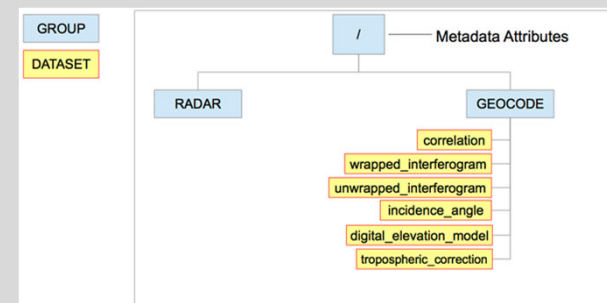 GROUP
DATASET
/
Metadata Attributes
RADAR
GEOCODE
correlation
wrapped_interferogram
unwrapped_interferogram
incidence_angle
digital_elevation_model
tropospheric_correction